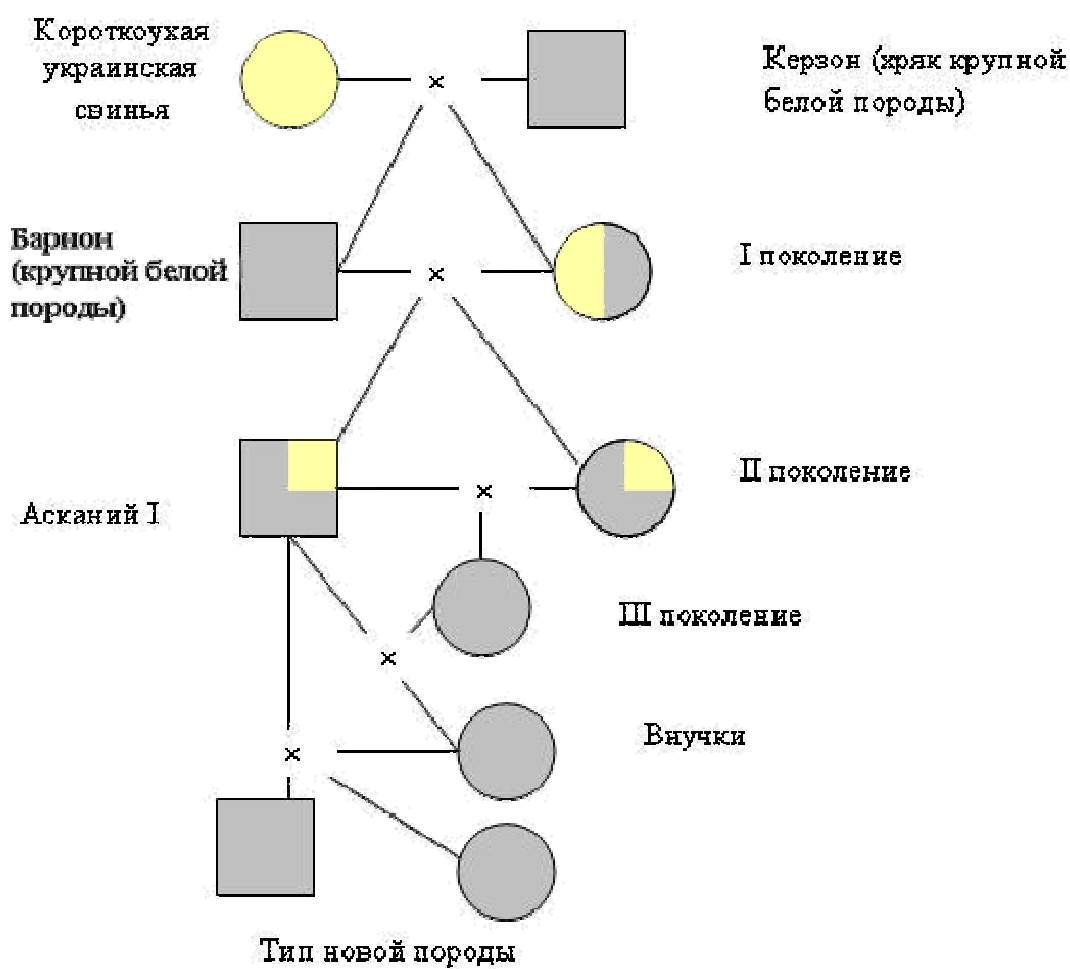 Короткоухая
украинская
свинья
×
Керзон (хряк крупной
белой породы)
Барнон
(крупной белой
породы)
×
I поколение
Асканий I
×
II поколение
III поколение
×
Внучки
×
Тип новой породы